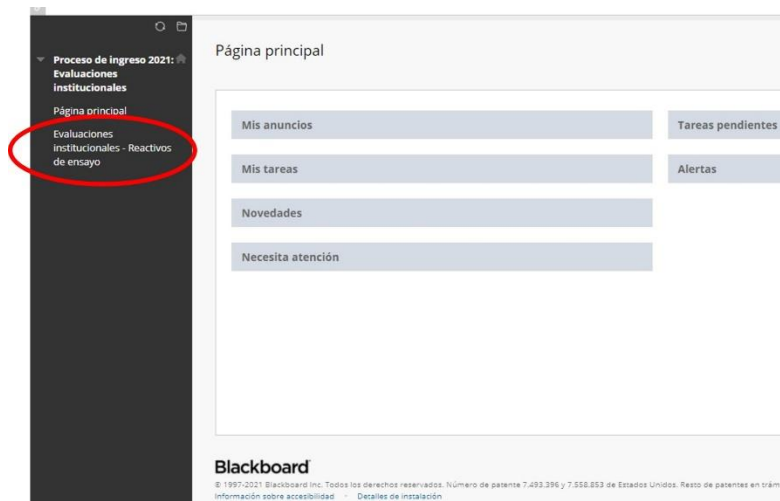 Proceso de ingreso 2021:
Evaluaciones
institucionales
Página principal
Evaluaciones
institucionales - Reactivos
de ensayo
Página principal
Mis anuncios
Mis tareas
Novedades
Necesita atención
Tareas pendientes
Alertas
Blackboard
© 1997-2021 Blackboard Inc. Todos los derechos reservados. Número de patente 7.493.396 y 7.558.853 de Estados Unidos. Resto de patentes en trám
Información sobre accesibilidad · Detalles de instalación